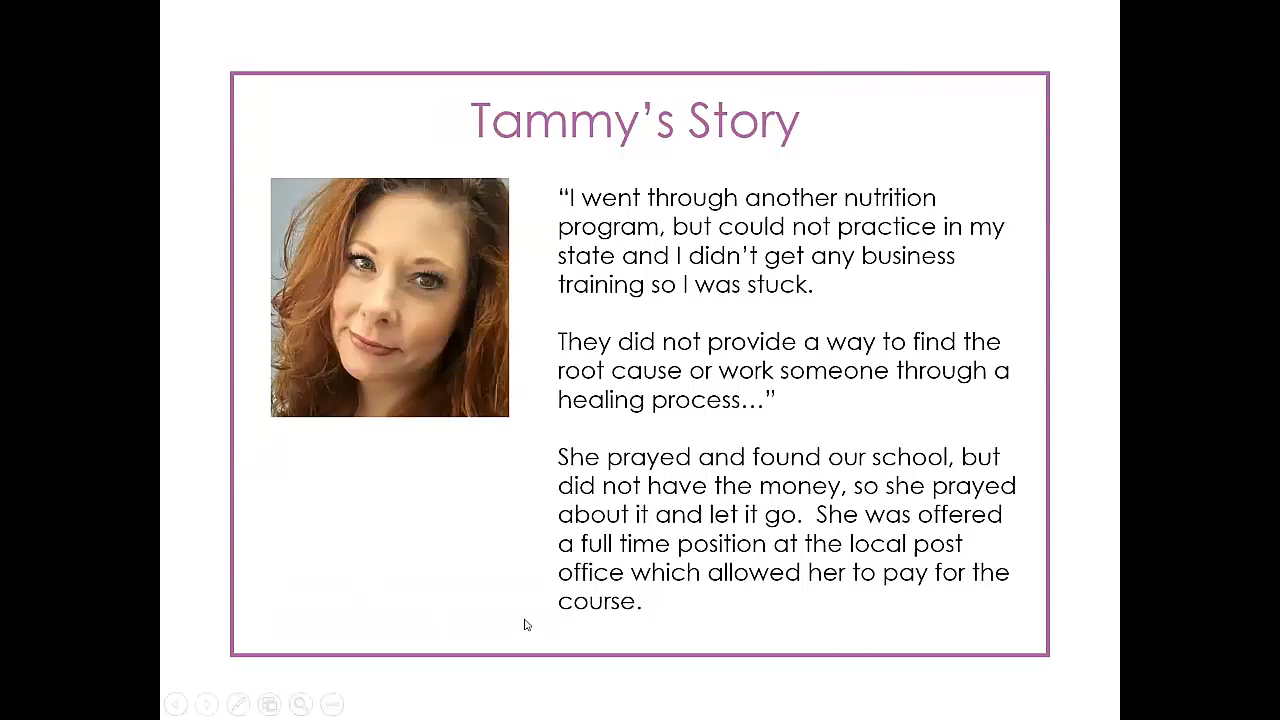 Tammy’s Story
“I went through another nutrition
program, but could not practice in my
state and I didn’t get any business
training so I was stuck.
They did not provide a way to find the
root cause or work someone through a
healing process…”
She prayed and found our school, but
did not have the money, so she prayed
about it and let it go.  She was offered
a full time position at the local post
office which allowed her to pay for the
course.